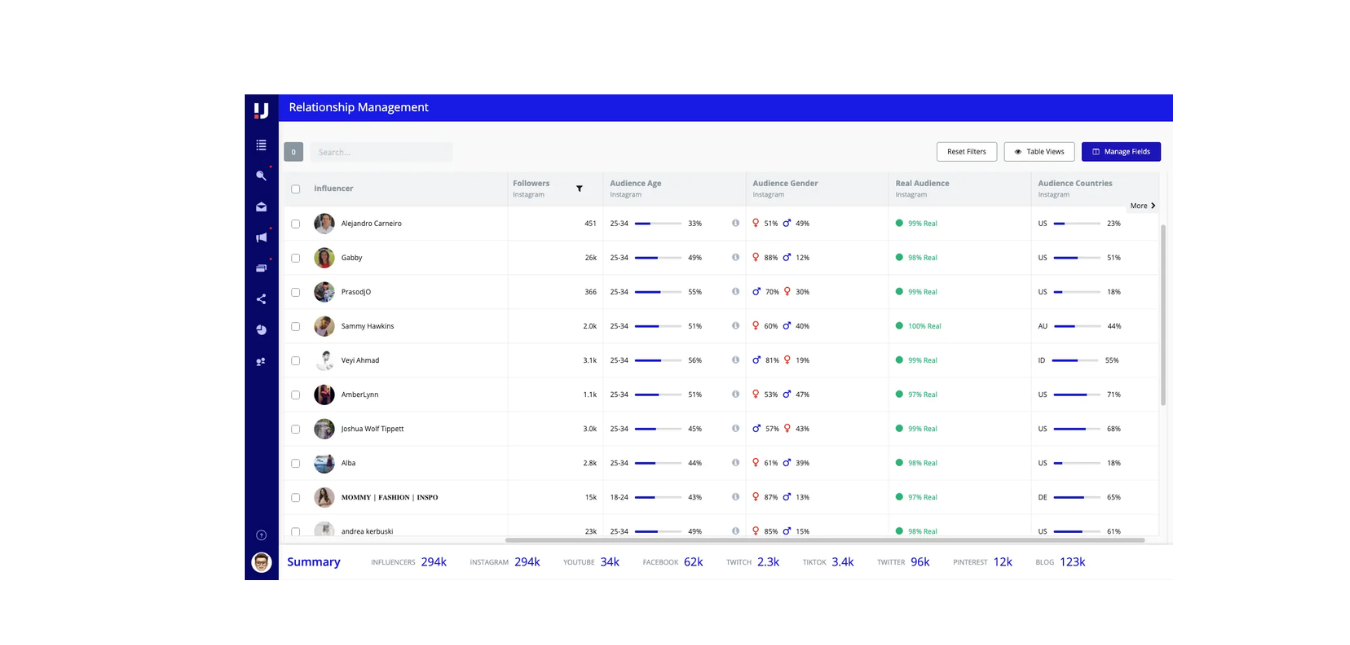 Relationship Management
0 Search... Reset Filters Table Views Manage Fields
Influencer Followers Audience Age Audience Gender Real Audience Audience Countries
Instagram Instagram Instagram Instagram Instagram
More
Alejandro Carneiro 451 25-34 33% 51% 49% 99% Real US 23%
Gabby 26k 25-34 49% 88% 12% 98% Real US 51%
PrasodjO 366 25-34 55% 70% 30% 99% Real US 18%
Sammy Hawkins 2.0k 25-34 51% 60% 40% 100% Real AU 44%
Veyi Ahmad 3.1k 25-34 56% 81% 19% 99% Real ID 55%
AmberLynn 1.1k 25-34 51% 53% 47% 97% Real US 71%
Joshua Wolf Tippett 3.0k 25-34 45% 57% 43% 99% Real US 68%
Alba 2.8k 25-34 44% 61% 39% 98% Real US 18%
MOMMY | FASHION | INSPO 15k 18-24 43% 87% 13% 97% Real DE 65%
andrea kerbuski 23k 25-34 49% 85% 15% 98% Real US 61%
Summary INFLUENCERS 294k INSTAGRAM 294k YOUTUBE 34k FACEBOOK 62k TWITCH 2.3k TIKTOK 3.4k TWITTER 96k PINTEREST 12k BLOG 123k